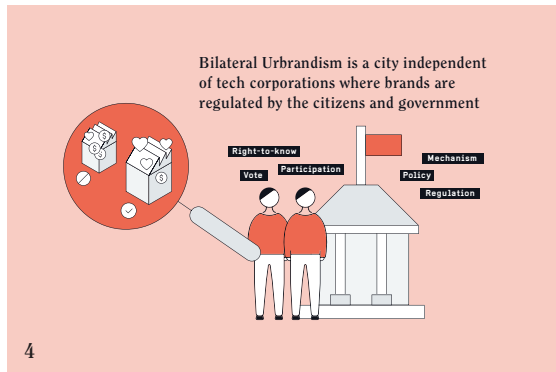 Bilateral Urbrandism is a city independent
of tech corporations where brands are
regulated by the citizens and government
Right-to-know
Mechanism
Vote
Participation
Policy
Regulation
$
$
$
$
$
4